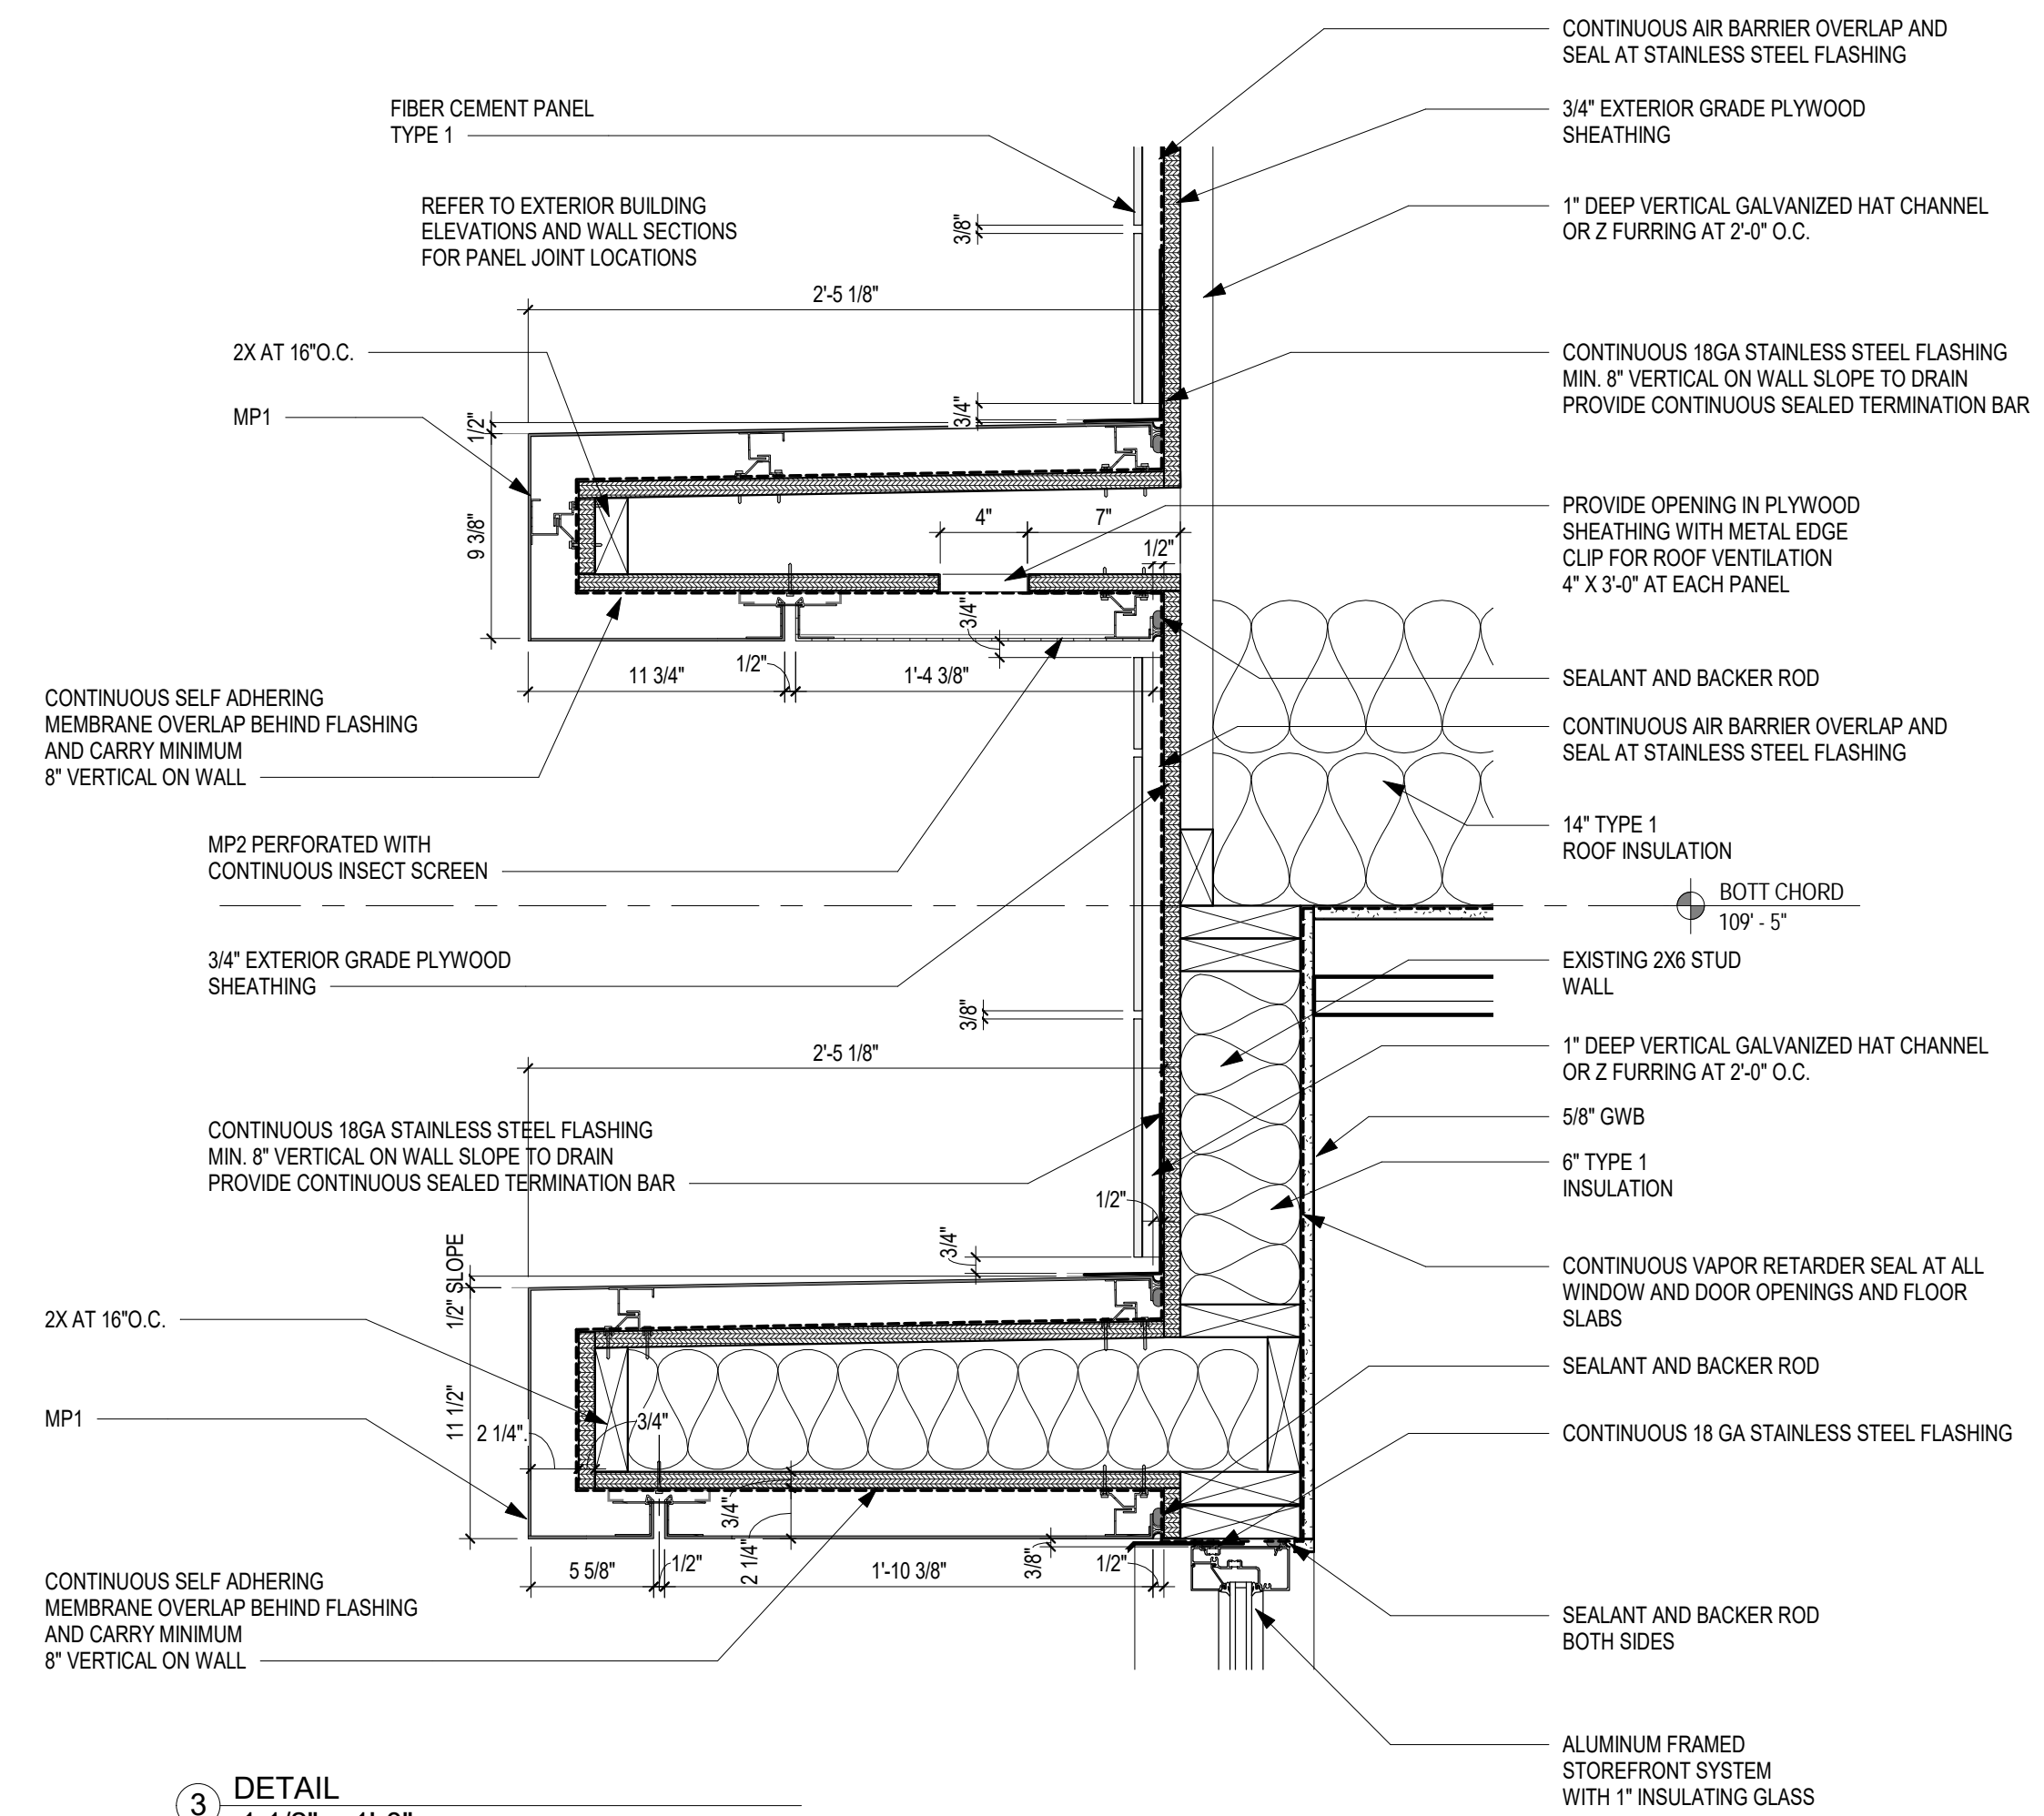 CONTINUOUS AIR BARRIER OVERLAP AND
SEAL AT STAINLESS STEEL FLASHING
FIBER CEMENT PANEL
TYPE 1
3/4" EXTERIOR GRADE PLYWOOD
SHEATHING
REFER TO EXTERIOR BUILDING
ELEVATIONS AND WALL SECTIONS
FOR PANEL JOINT LOCATIONS
3/8"
1" DEEP VERTICAL GALVANIZED HAT CHANNEL
OR Z FURRING AT 2'-0" O.C.
2'-5 1/8"
2X AT 16"O.C.
CONTINUOUS 18GA STAINLESS STEEL FLASHING
MIN. 8" VERTICAL ON WALL SLOPE TO DRAIN
PROVIDE CONTINUOUS SEALED TERMINATION BAR
MP1
1/2"
3/4"
9 3/8"
4"
7"
1/2"
PROVIDE OPENING IN PLYWOOD
SHEATHING WITH METAL EDGE
CLIP FOR ROOF VENTILATION
4" X 3'-0" AT EACH PANEL
3/4"
11 3/4"
1/2"
1'-4 3/8"
SEALANT AND BACKER ROD
CONTINUOUS SELF ADHERING
MEMBRANE OVERLAP BEHIND FLASHING
AND CARRY MINIMUM
8" VERTICAL ON WALL
CONTINUOUS AIR BARRIER OVERLAP AND
SEAL AT STAINLESS STEEL FLASHING
MP2 PERFORATED WITH
CONTINUOUS INSECT SCREEN
14" TYPE 1
ROOF INSULATION
BOTT CHORD
109' - 5"
3/4" EXTERIOR GRADE PLYWOOD
SHEATHING
EXISTING 2X6 STUD
WALL
3/8"
2'-5 1/8"
1" DEEP VERTICAL GALVANIZED HAT CHANNEL
OR Z FURRING AT 2'-0" O.C.
CONTINUOUS 18GA STAINLESS STEEL FLASHING
MIN. 8" VERTICAL ON WALL SLOPE TO DRAIN
PROVIDE CONTINUOUS SEALED TERMINATION BAR
5/8" GWB
6" TYPE 1
INSULATION
1/2"
3/4"
1/2" SLOPE
CONTINUOUS VAPOR RETARDER SEAL AT ALL
WINDOW AND DOOR OPENINGS AND FLOOR
SLABS
2X AT 16"O.C.
SEALANT AND BACKER ROD
MP1
11 1/2"
2 1/4"
3/4"
CONTINUOUS 18 GA STAINLESS STEEL FLASHING
3/4"
2 1/4"
5 5/8"
1/2"
1'-10 3/8"
3/8"
1/2"
CONTINUOUS SELF ADHERING
MEMBRANE OVERLAP BEHIND FLASHING
AND CARRY MINIMUM
8" VERTICAL ON WALL
SEALANT AND BACKER ROD
BOTH SIDES
ALUMINUM FRAMED
STOREFRONT SYSTEM
WITH 1" INSULATING GLASS
3 DETAIL